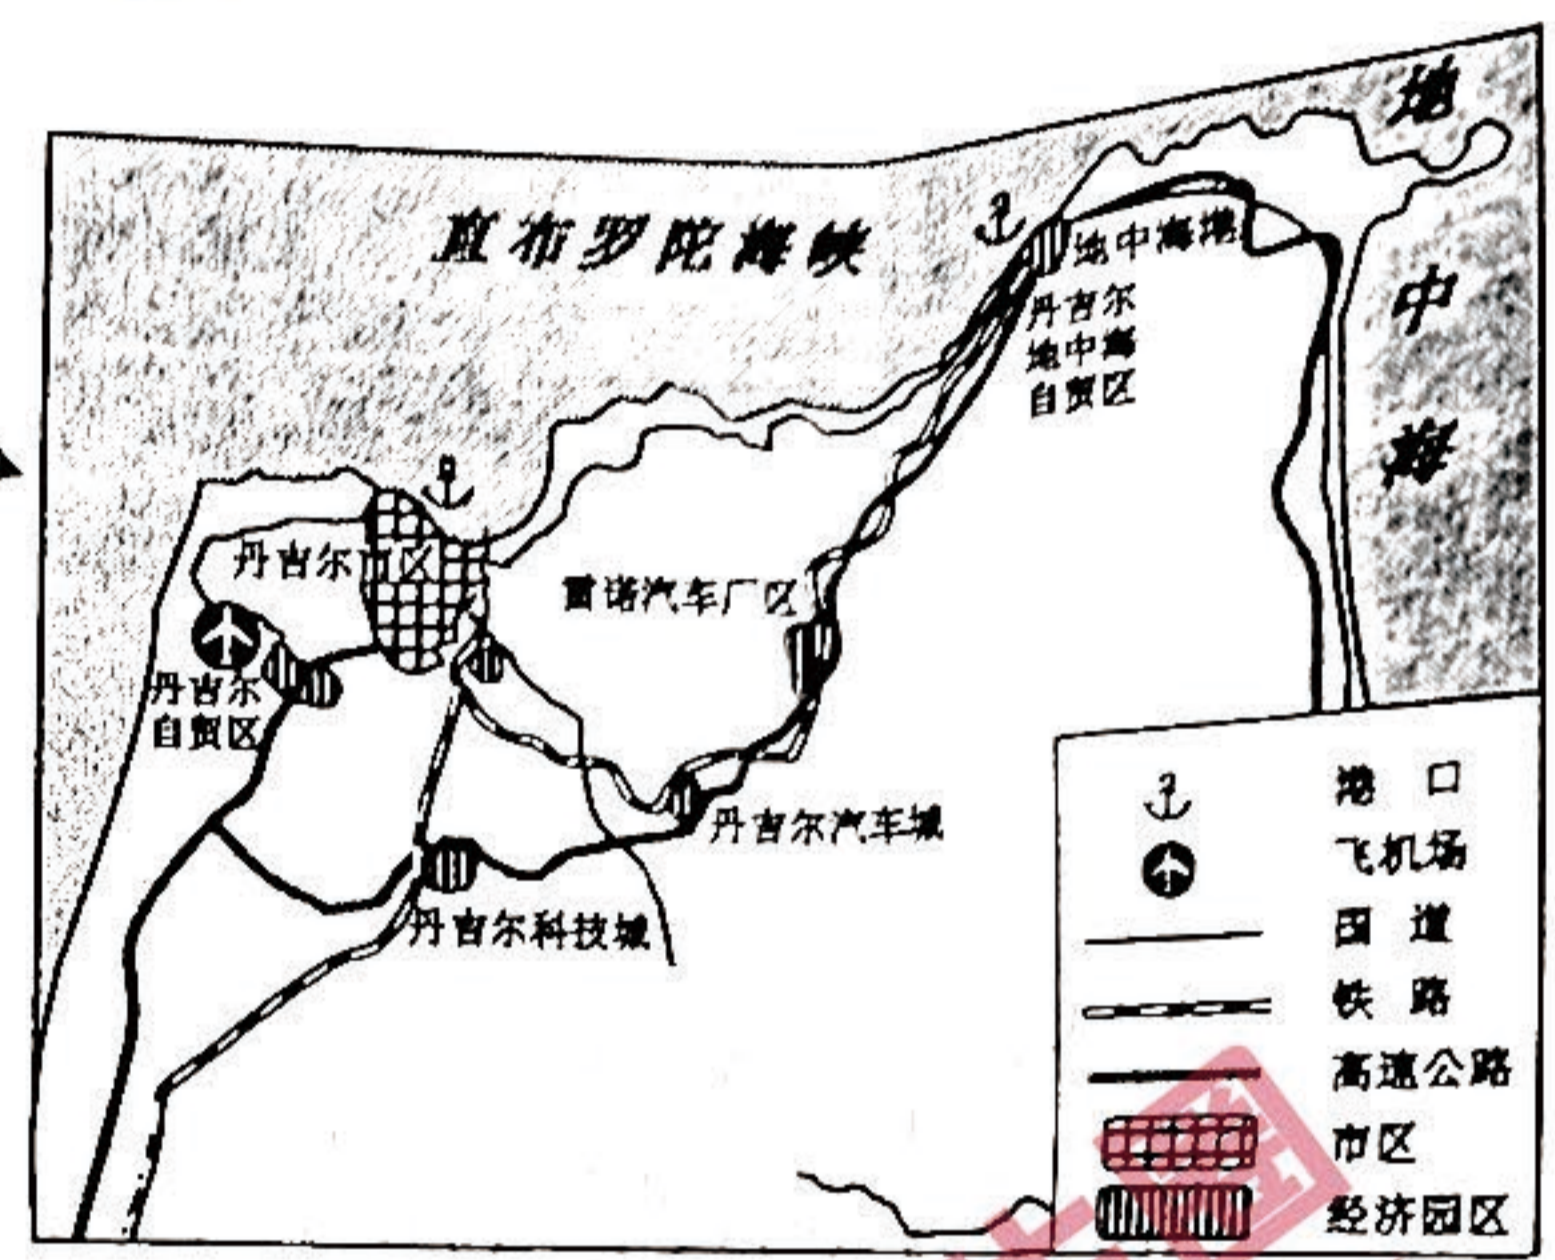 直布罗陀海峡
地中海
地中海港
丹吉尔
地中海
自贸区
丹吉尔市区
雷诺汽车厂区
丹吉尔
自贸区
丹吉尔汽车城
丹吉尔科技城
港口
飞机场
国道
铁路
高速公路
市区
经济园区